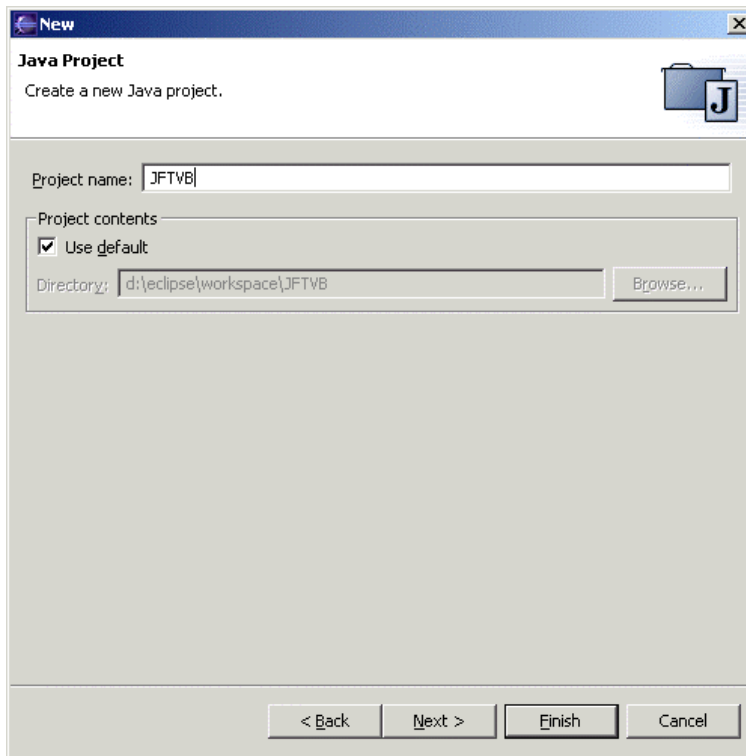 New
Java Project
Create a new Java project.
J
Project name: JFTVB
Project contents
Use default
Directory: d:\eclipse\workspace\JFTVB Browse...
< Back Next > Finish Cancel